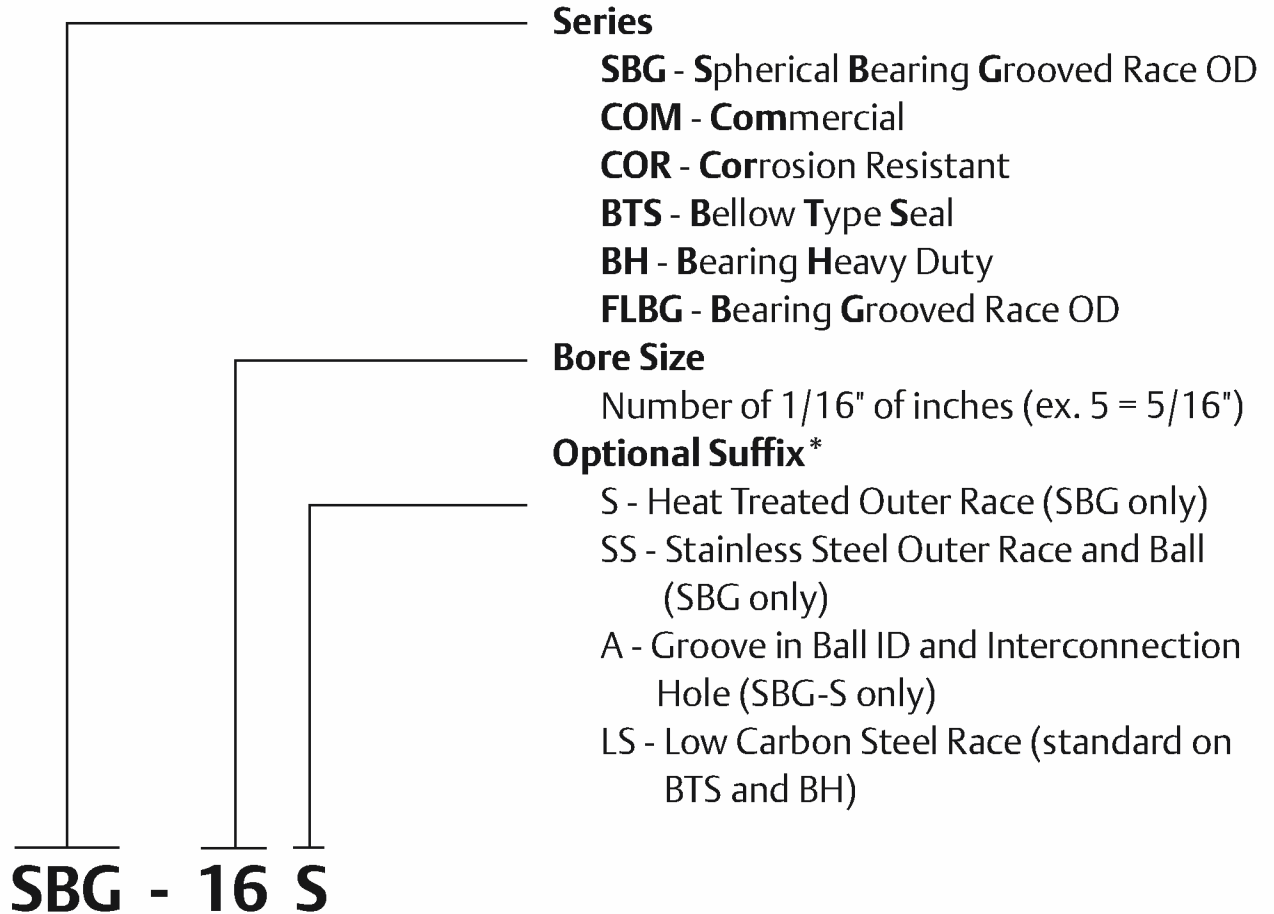 Series
SBG - Spherical Bearing Grooved Race OD
COM - Commercial
COR - Corrosion Resistant
BTS - Bellow Type Seal
BH - Bearing Heavy Duty
FLBG - Bearing Grooved Race OD
Bore Size
Number of 1/16" of inches (ex. 5 = 5/16")
Optional Suffix*
S - Heat Treated Outer Race (SBG only)
SS - Stainless Steel Outer Race and Ball
(SBG only)
A - Groove in Ball ID and Interconnection
Hole (SBG-S only)
LS - Low Carbon Steel Race (standard on
BTS and BH)
SBG - 16 S